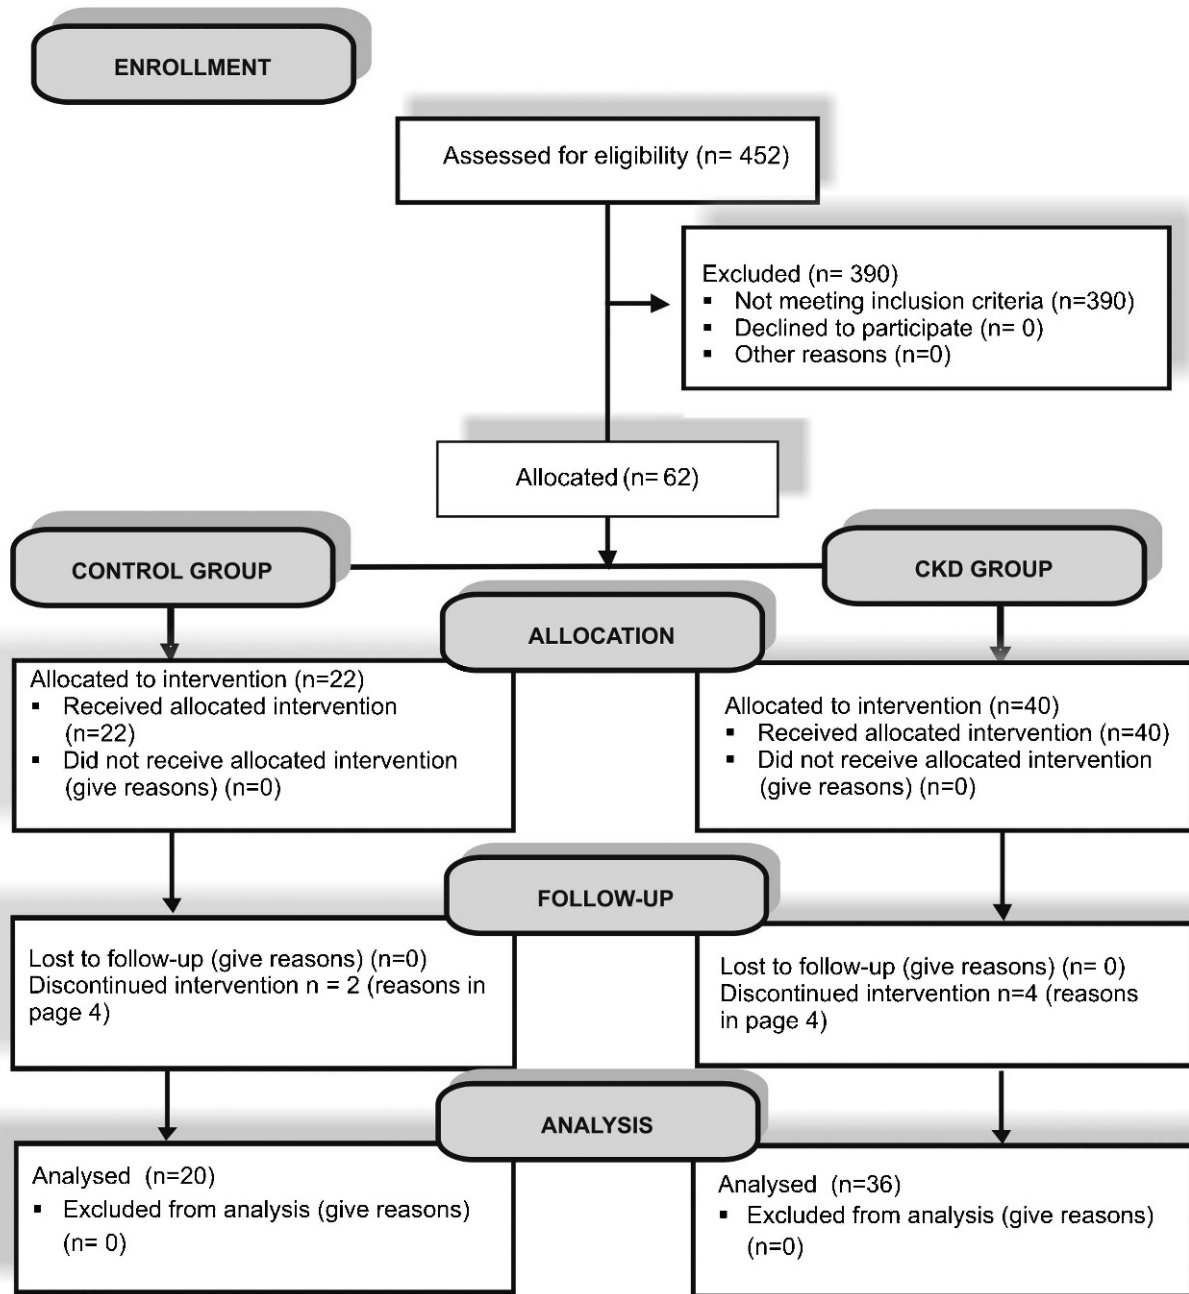 ENROLLMENT
Assessed for eligibility (n= 452)
Excluded (n= 390)
▪ Not meeting inclusion criteria (n=390)
▪ Declined to participate (n= 0)
▪ Other reasons (n=0)
Allocated (n= 62)
CONTROL GROUP
CKD GROUP
ALLOCATION
Allocated to intervention (n=22)
▪ Received allocated intervention
(n=22)
▪ Did not receive allocated intervention
(give reasons) (n=0)
Allocated to intervention (n=40)
▪ Received allocated intervention (n=40)
▪ Did not receive allocated intervention
(give reasons) (n=0)
FOLLOW-UP
Lost to follow-up (give reasons) (n=0)
Discontinued intervention n = 2 (reasons in
page 4)
Lost to follow-up (give reasons) (n= 0)
Discontinued intervention n=4 (reasons
in page 4)
ANALYSIS
Analysed (n=20)
▪ Excluded from analysis (give reasons)
(n= 0)
Analysed (n=36)
▪ Excluded from analysis (give reasons)
(n=0)